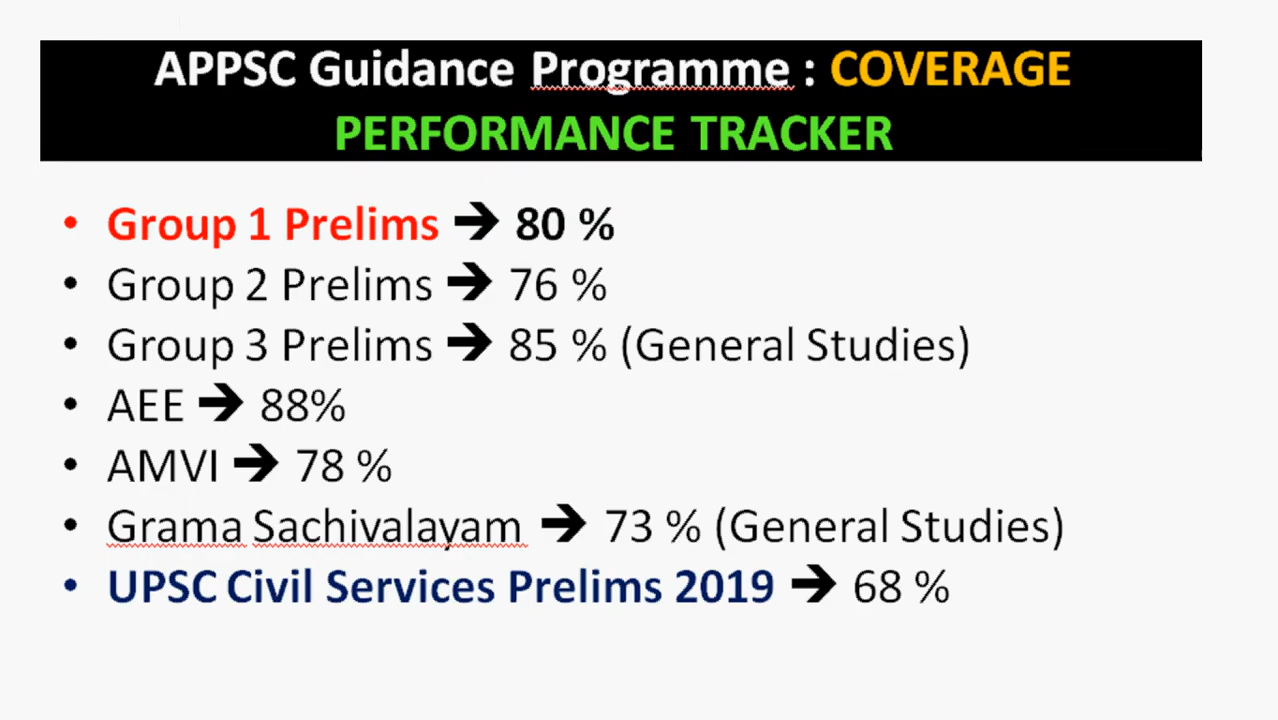 APPSC Guidance Programme : COVERAGE
PERFORMANCE TRACKER
• Group 1 Prelims ➔ 80 %
• Group 2 Prelims ➔ 76 %
• Group 3 Prelims ➔ 85 % (General Studies)
• AEE ➔ 88%
• AMVI ➔ 78 %
• Grama Sachivalayam ➔ 73 % (General Studies)
• UPSC Civil Services Prelims 2019 ➔ 68 %